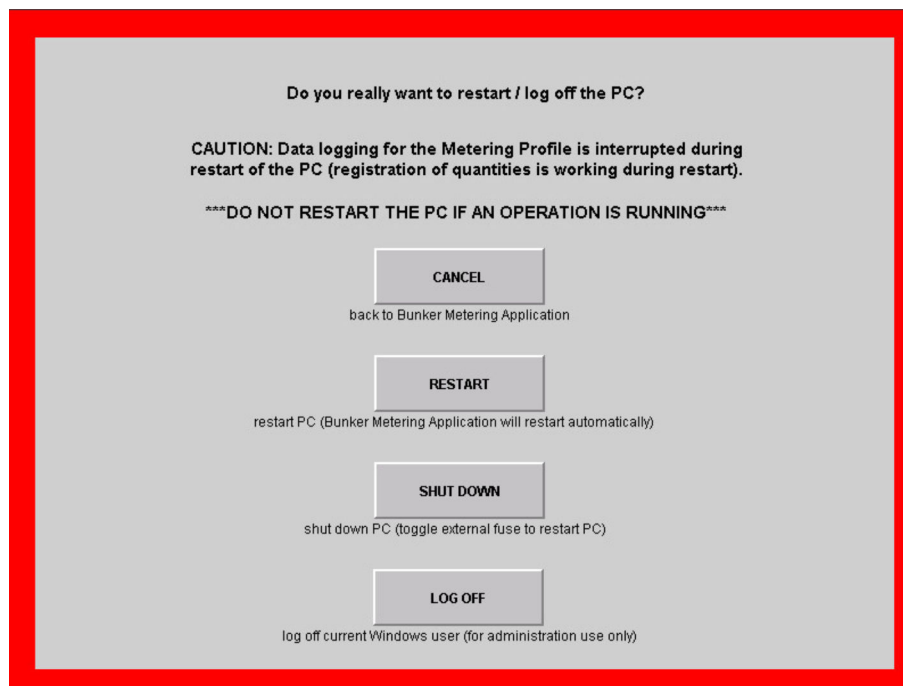 Do you really want to restart / log off the PC?
CAUTION: Data logging for the Metering Profile is interrupted during
restart of the PC (registration of quantities is working during restart).
***DO NOT RESTART THE PC IF AN OPERATION IS RUNNING***
CANCEL
back to Bunker Metering Application
RESTART
restart PC (Bunker Metering Application will restart automatically)
SHUT DOWN
shut down PC (toggle external fuse to restart PC)
LOG OFF
log off current Windows user (for administration use only)